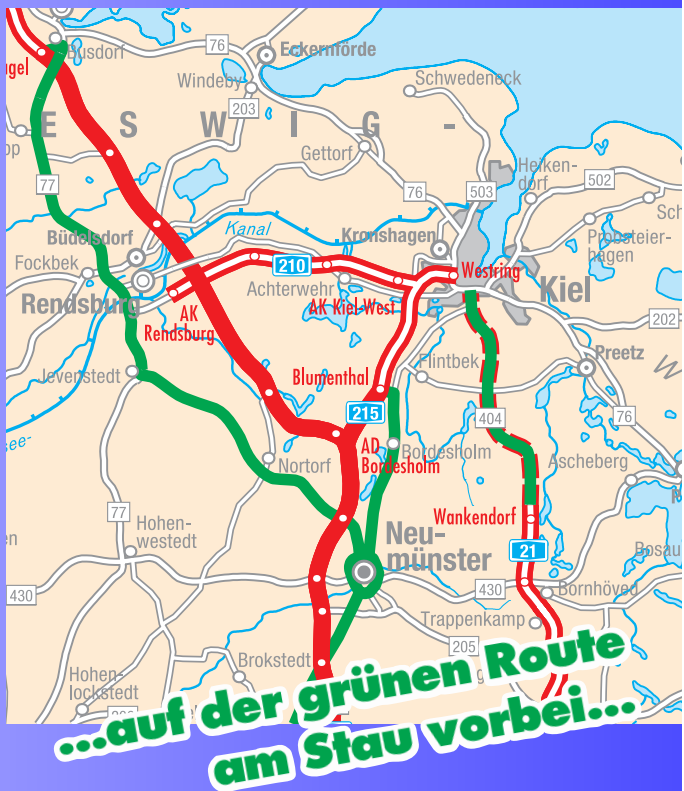 Busdorf
76
Eckernförde
agel
Windeby
Schwedeneck
203
E S W I G -
Gettorf
77
76
503
Heiken-
dorf
502
Sch
Kanal
Büdelsdorf
Kronshagen
Probsteier-
hagen
Fockbek
210
Westring
Achterwehr
Kiel
Rendsburg
AK
Rendsburg
AK Kiel-West
202
Preetz
W
Jevenstedt
Blumenthal
Flintbek
215
404
76
see-
AD
Bordesholm
Bordesholm
Nortorf
Ascheberg
77
Wankendorf
Hohen-
westedt
Neu-
münster
21
Bosau
en
430
430
Bornhöved
Trappenkamp
205
Brokstedt
Hohen-
lockstedt
...auf der grünen Route
am Stau vorbei...